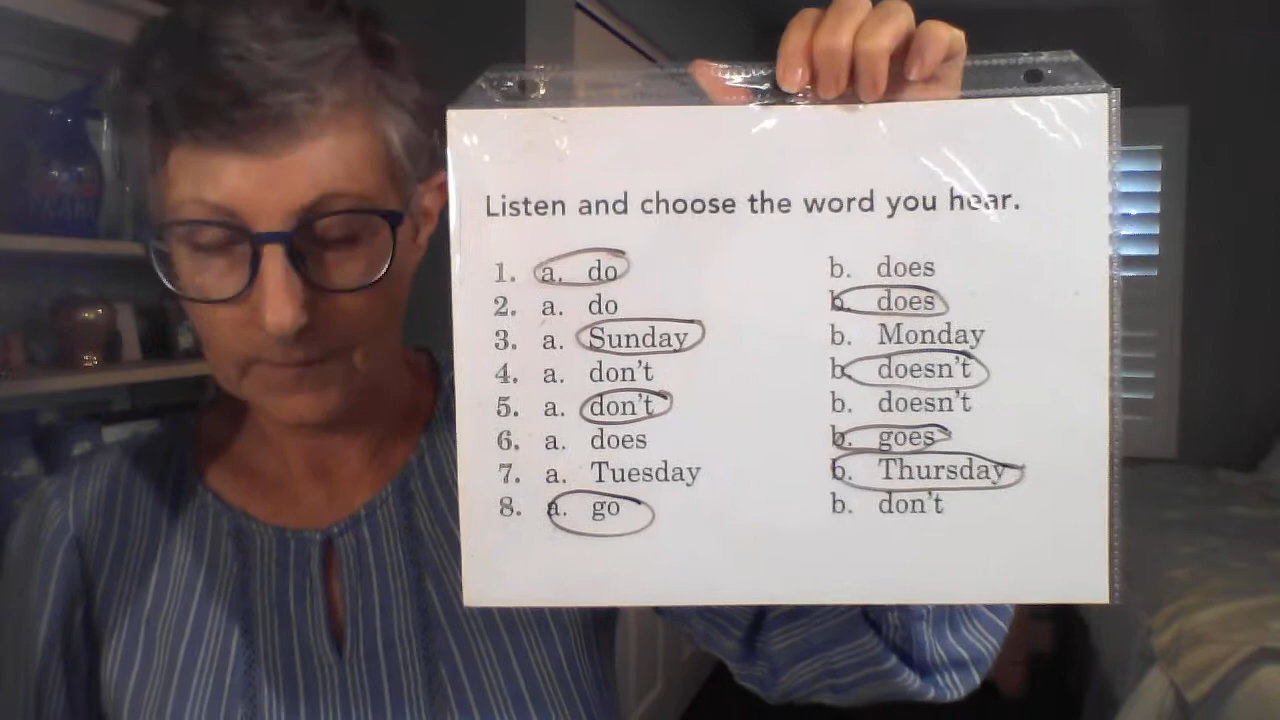 Listen and choose the word you hear.
1. a. do b. does
2. a. do b. does
3. a. Sunday b. Monday
4. a. don't b. doesn't
5. a. don't b. doesn't
6. a. does b. goes
7. a. Tuesday b. Thursday
8. a. go b. don't